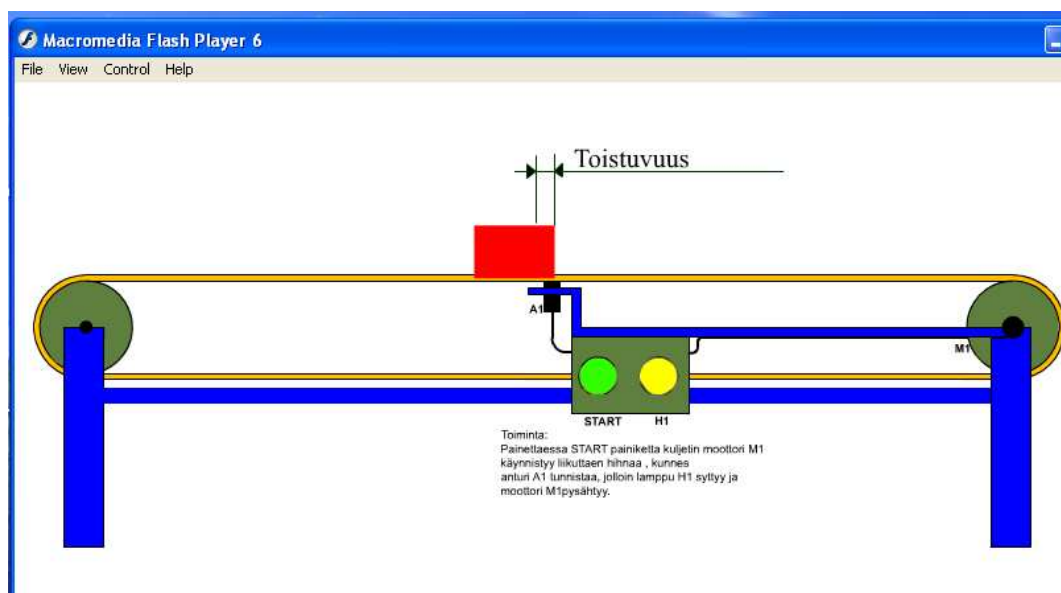 Macromedia Flash Player 6
File View Control Help
Toistuvuus
A1
M1
START H1
Toiminta:
Painettaessa START painiketta kuljetin moottori M1
käynnistyy liikuttaen hihnaa , kunnes
anturi A1 tunnistaa, jolloin lamppu H1 syttyy ja
moottori M1pysähtyy.